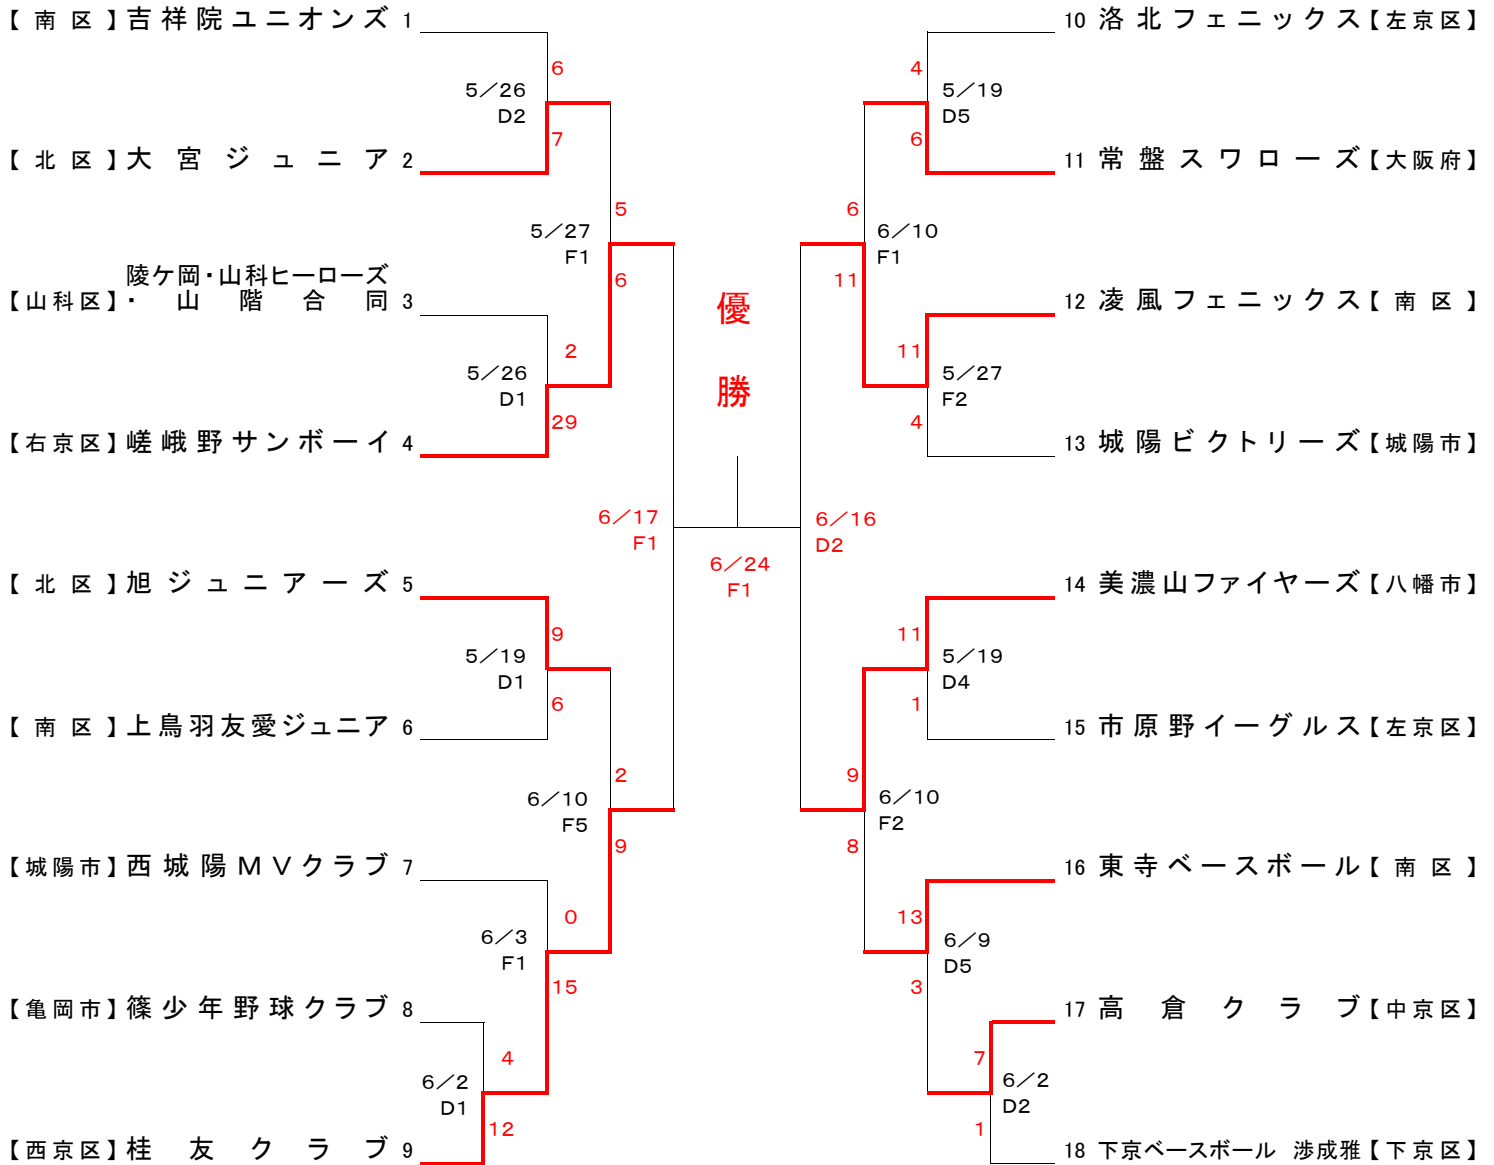 【 南 区 】吉祥院ユニオンズ 1
6
5／26
D2
7
【 北 区 】大宮ジュニア 2
5
5／27
F1
6
陵ケ岡・山科ヒーローズ
【山科区】・山階合同 3
2
5／26
D1
29
【右京区】嵯峨野サンボーイ 4
6／17
F1
【 北 区 】旭ジュニアーズ 5
9
5／19
D1
6
【 南 区 】上鳥羽友愛ジュニア 6
2
6／10
F5
9
【城陽市】西城陽ＭＶクラブ 7
0
6／3
F1
15
【亀岡市】篠少年野球クラブ 8
4
6／2
D1
12
【西京区】桂友クラブ 9
優
勝
6／24
F1
10 洛北フェニックス【左京区】
4
5／19
D5
6
11 常盤スワローズ【大阪府】
6
6／10
F1
11
12 凌風フェニックス【 南 区 】
11
5／27
F2
4
13 城陽ビクトリーズ【城陽市】
6／16
D2
14 美濃山ファイヤーズ【八幡市】
11
5／19
D4
1
15 市原野イーグルス【左京区】
9
6／10
F2
8
16 東寺ベースボール【 南 区 】
13
6／9
D5
3
17 高倉クラブ【中京区】
7
6／2
D2
1
18 下京ベースボール 渉成雅【下京区】